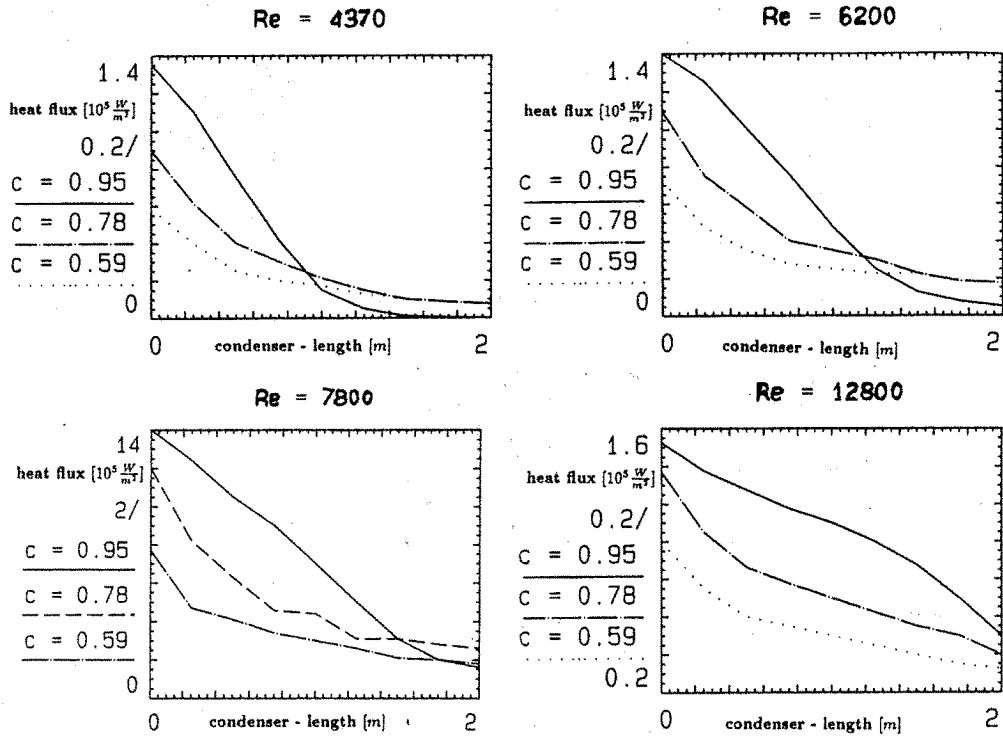 Re = 4370
1.4
heat flux [10⁵ W/m²]
0.2/
c = 0.95
c = 0.78
c = 0.59
0
0
condenser - length [m]
2
Re = 6200
1.4
heat flux [10⁵ W/m²]
0.2/
c = 0.95
c = 0.78
c = 0.59
0
0
condenser - length [m]
2
Re = 7800
14
heat flux [10⁵ W/m²]
2/
c = 0.95
c = 0.78
c = 0.59
0
0
condenser - length [m]
2
Re = 12800
1.6
heat flux [10⁵ W/m²]
0.2/
c = 0.95
c = 0.78
c = 0.59
0.2
0
condenser - length [m]
2